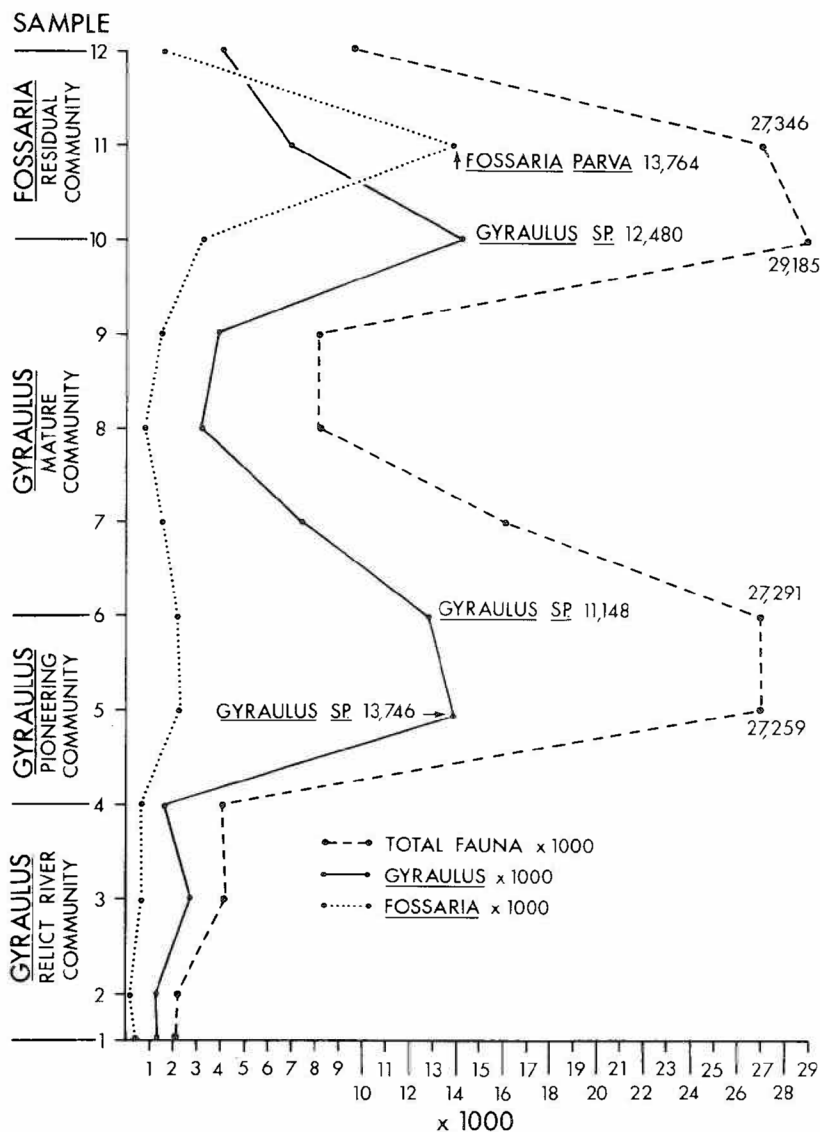 SAMPLE
12
FOSSARIA
RESIDUAL
COMMUNITY
27,346
11
FOSSARIA PARVA 13,764
10
GYRAULUS SP. 12,480
29,185
9
GYRAULUS
MATURE
COMMUNITY
8
7
6
GYRAULUS SP. 11,148
27,291
GYRAULUS
PIONEERING
COMMUNITY
5
GYRAULUS SP. 13,746
27,259
4
GYRAULUS
RELICT RIVER
COMMUNITY
TOTAL FAUNA x 1000
GYRAULUS x 1000
FOSSARIA x 1000
3
2
1
1 2 3 4 5 6 7 8 9 11 13 15 17 19 21 23 25 27 29
10 12 14 16 18 20 22 24 26 28
x 1000